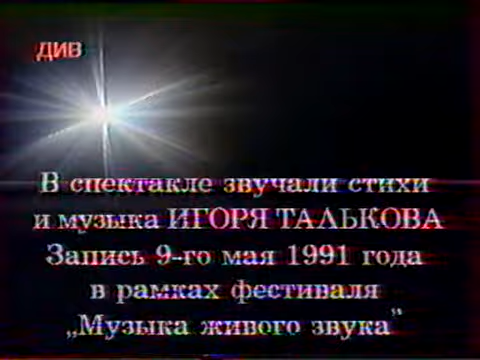 ДИВ
В спектакле звучали стихи
и музыка ИГОРЯ ТАЛЬКОВА
Запись 9-го мая 1991 года
в рамках фестиваля
„Музыка живого звука”